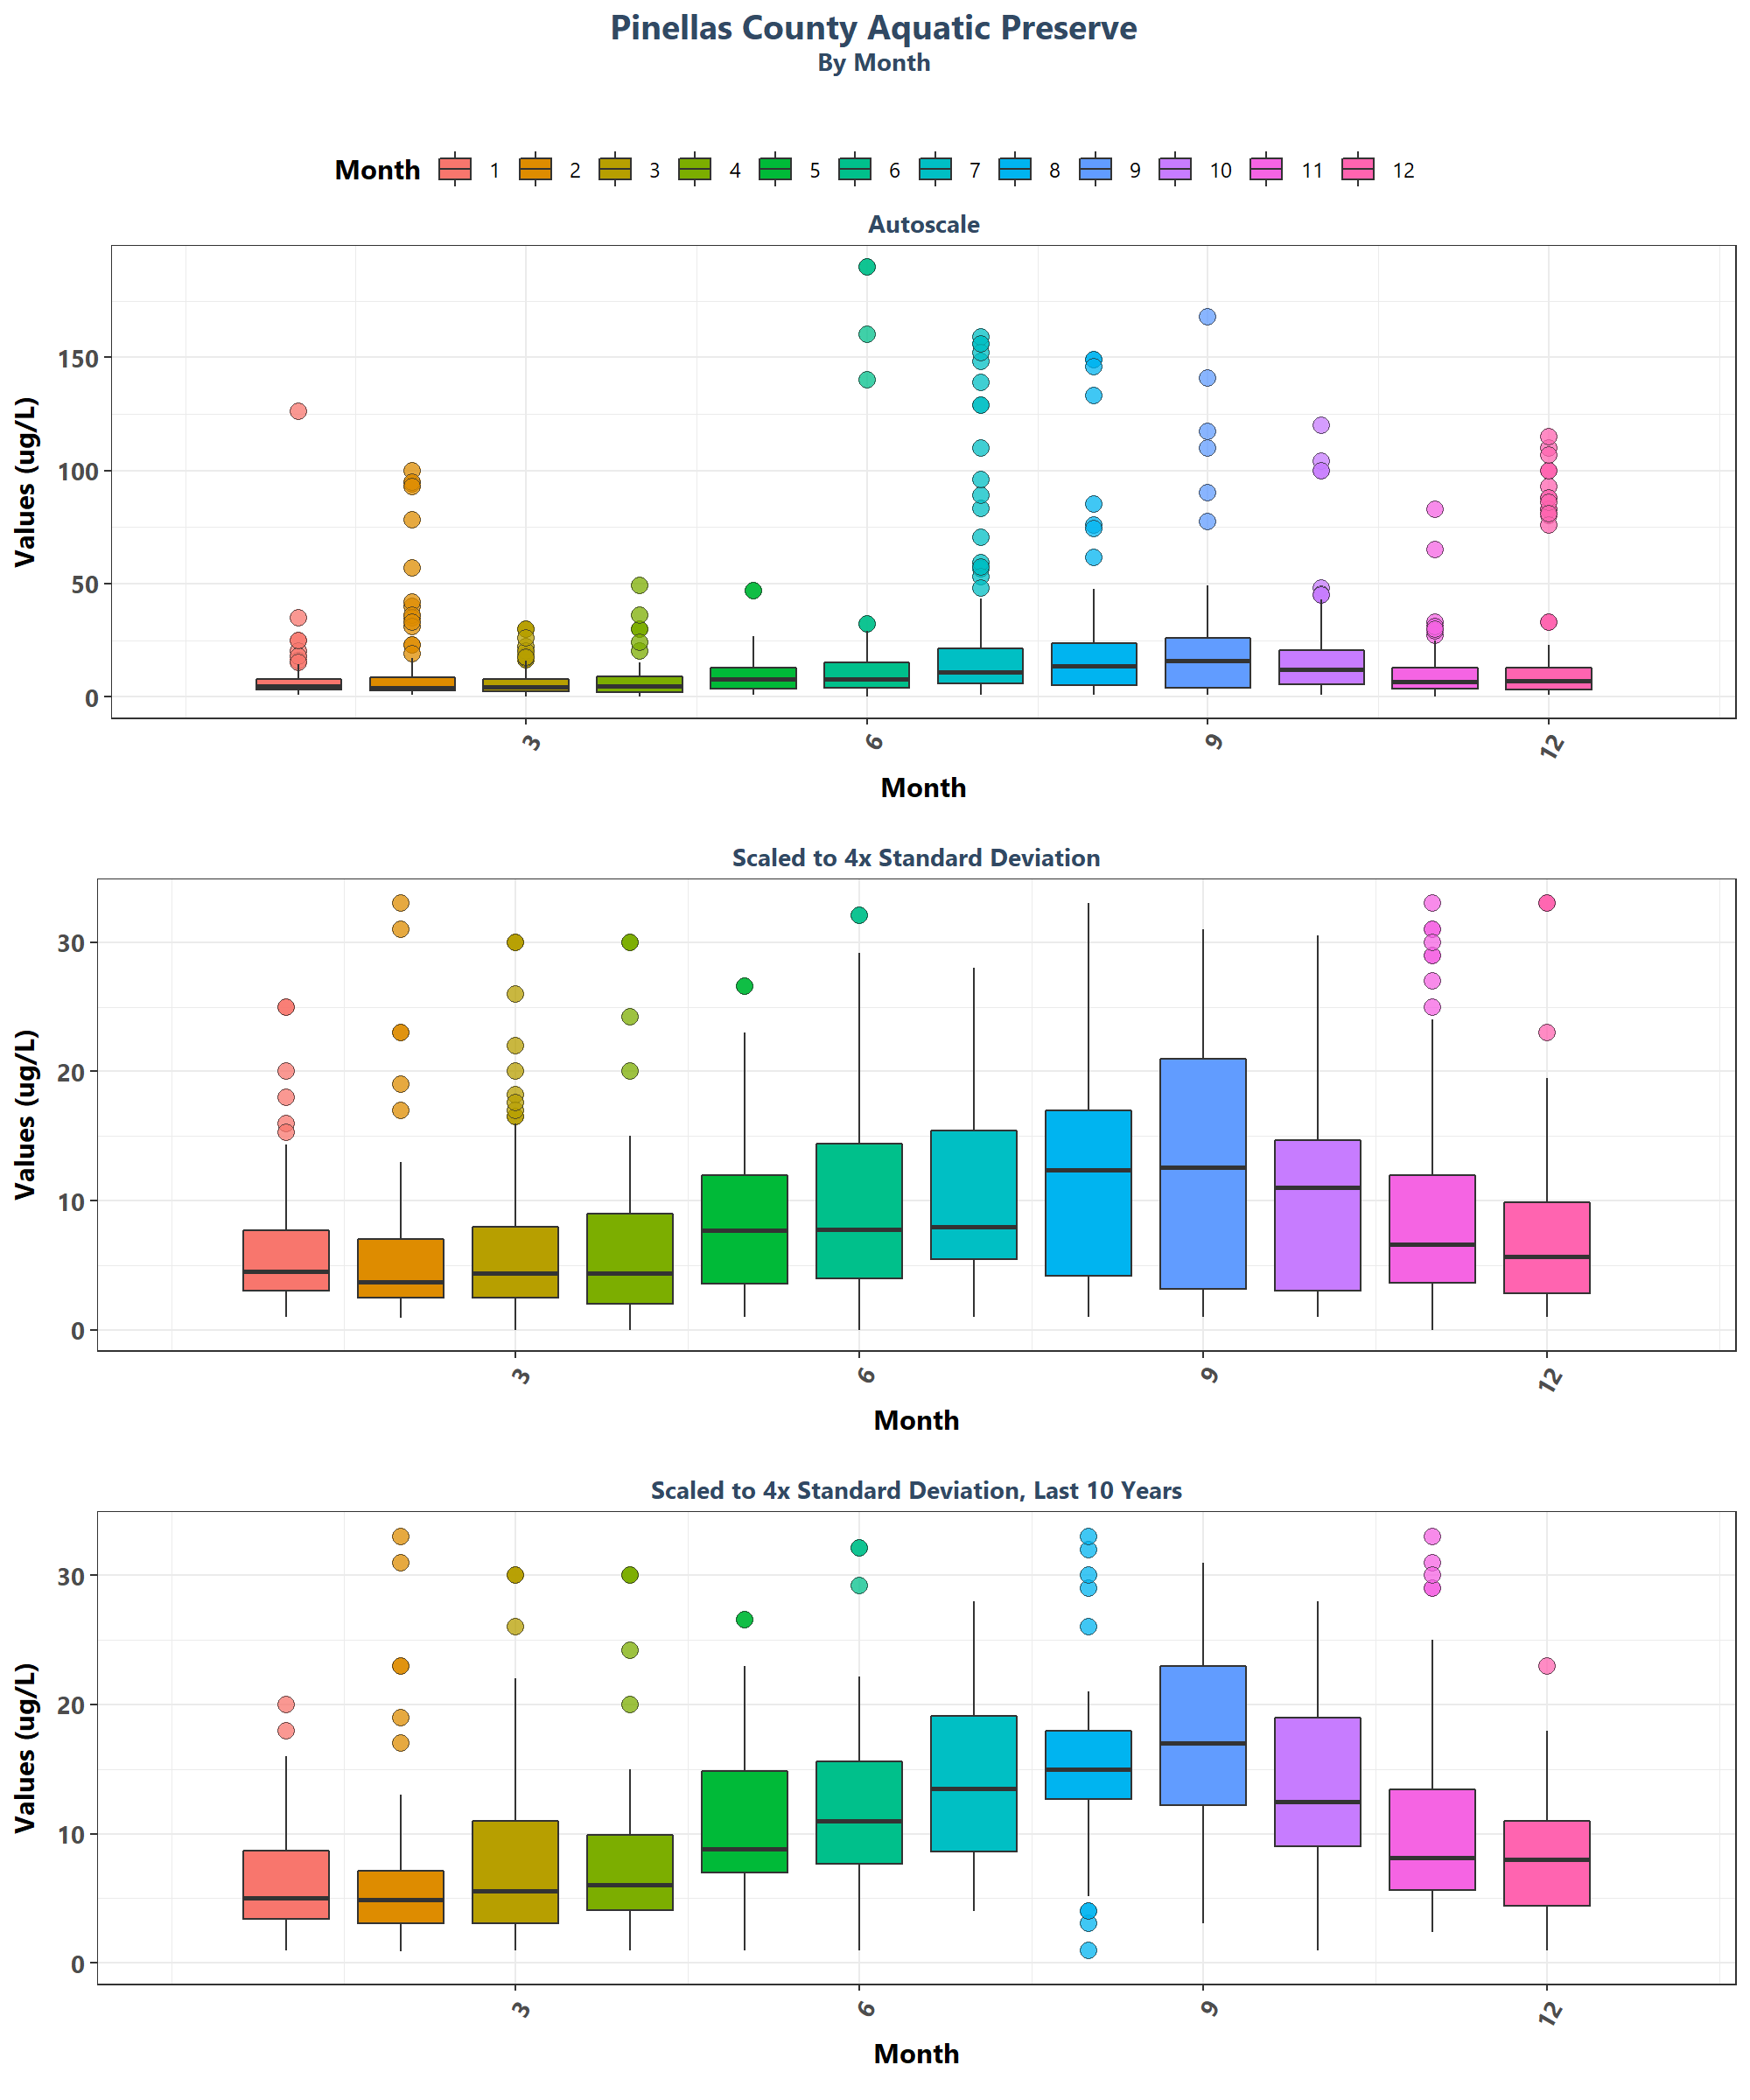 Pinellas County Aquatic Preserve
By Month
Month 1 2 3 4 5 6 7 8 9 10 11 12
Autoscale
Values (ug/L)
150
100
50
0
3 6 9 12
Month
Scaled to 4x Standard Deviation
Values (ug/L)
30
20
10
0
3 6 9 12
Month
Scaled to 4x Standard Deviation, Last 10 Years
Values (ug/L)
30
20
10
0
3 6 9 12
Month